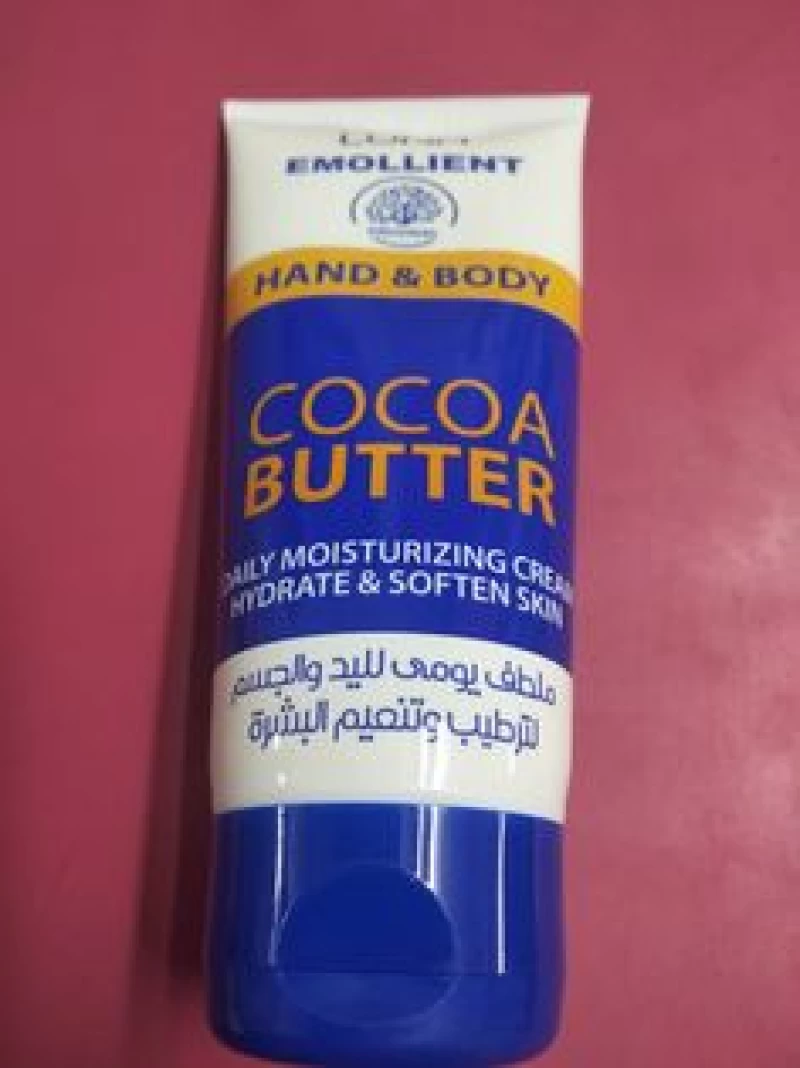 EMOLLIENT
HAND & BODY
COCOA
BUTTER
DAILY MOISTURIZING CREAM
HYDRATE & SOFTEN SKIN
ملطف يومى لليد والجسم
لترطيب وتنعيم البشرة